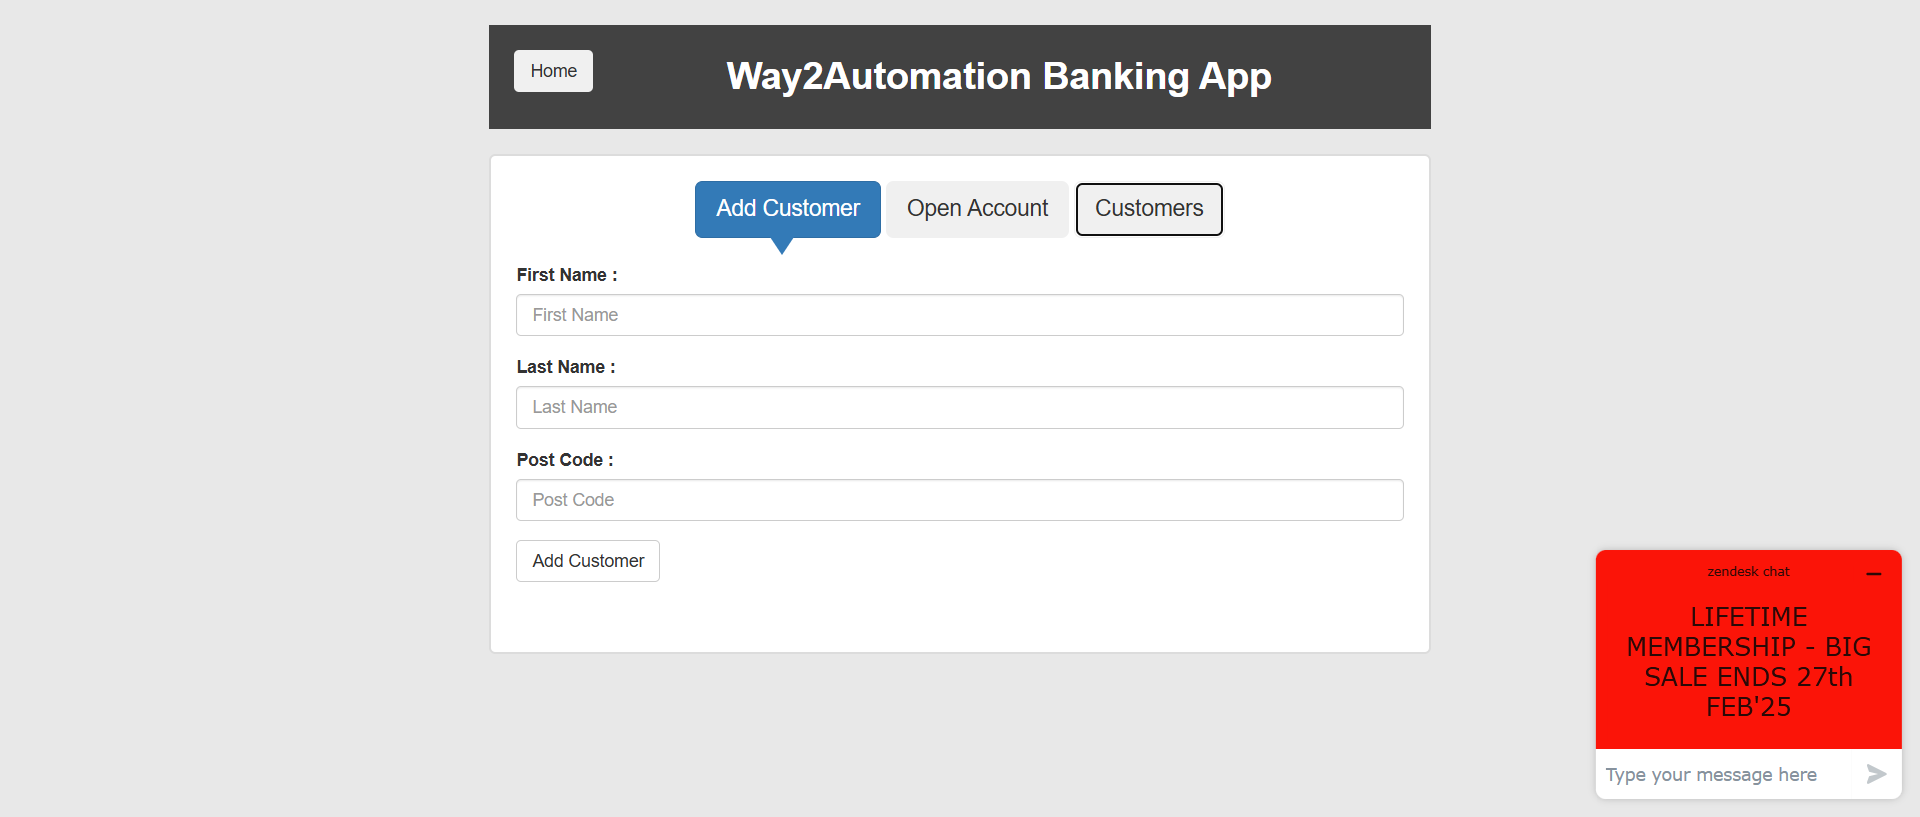 Home
Way2Automation Banking App
Add Customer
Open Account
Customers
First Name :
First Name
Last Name :
Last Name
Post Code :
Post Code
Add Customer
zendesk chat
LIFETIME
MEMBERSHIP - BIG
SALE ENDS 27th
FEB'25
Type your message here